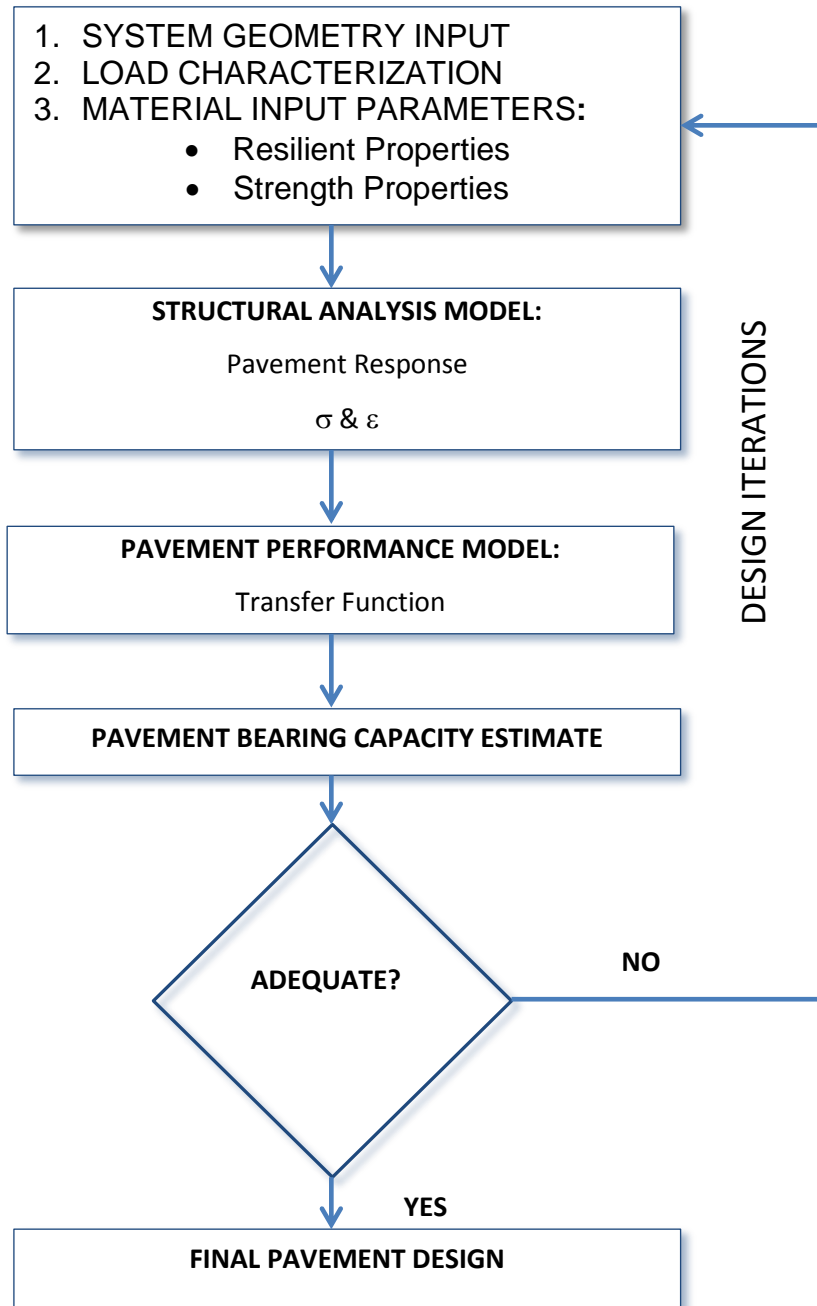 1. SYSTEM GEOMETRY INPUT
2. LOAD CHARACTERIZATION
3. MATERIAL INPUT PARAMETERS:
• Resilient Properties
• Strength Properties
STRUCTURAL ANALYSIS MODEL:
Pavement Response
σ & ε
PAVEMENT PERFORMANCE MODEL:
Transfer Function
PAVEMENT BEARING CAPACITY ESTIMATE
ADEQUATE?
NO
YES
FINAL PAVEMENT DESIGN
DESIGN ITERATIONS